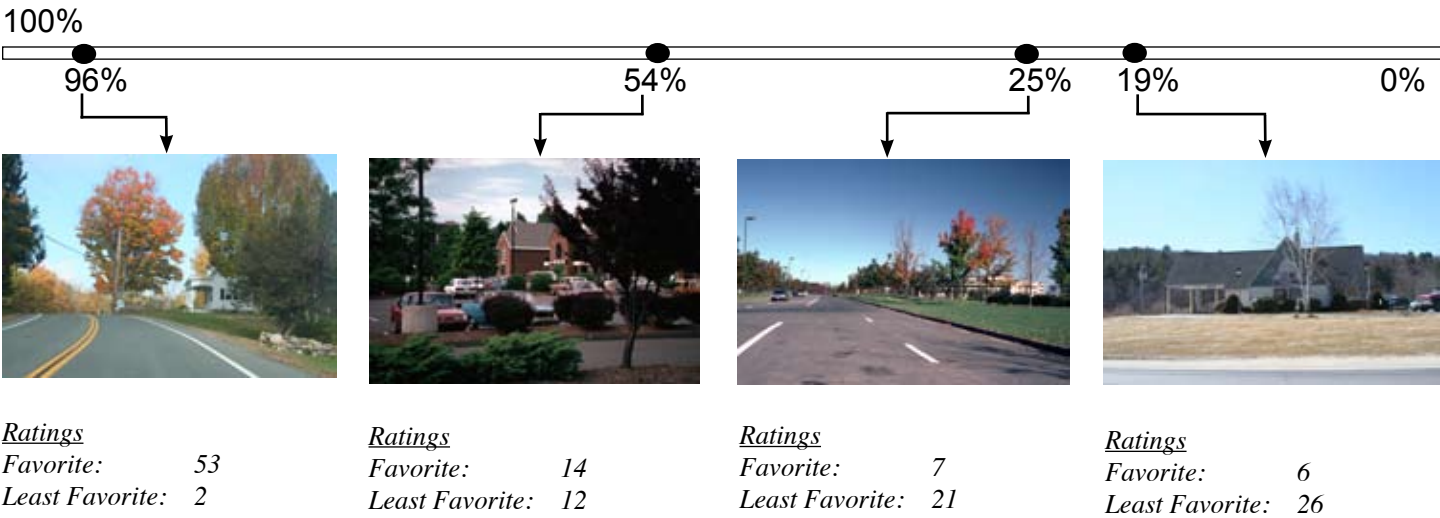 100%
96% 54% 25% 19% 0%
Ratings
Favorite: 53
Least Favorite: 2
Ratings
Favorite: 14
Least Favorite: 12
Ratings
Favorite: 7
Least Favorite: 21
Ratings
Favorite: 6
Least Favorite: 26